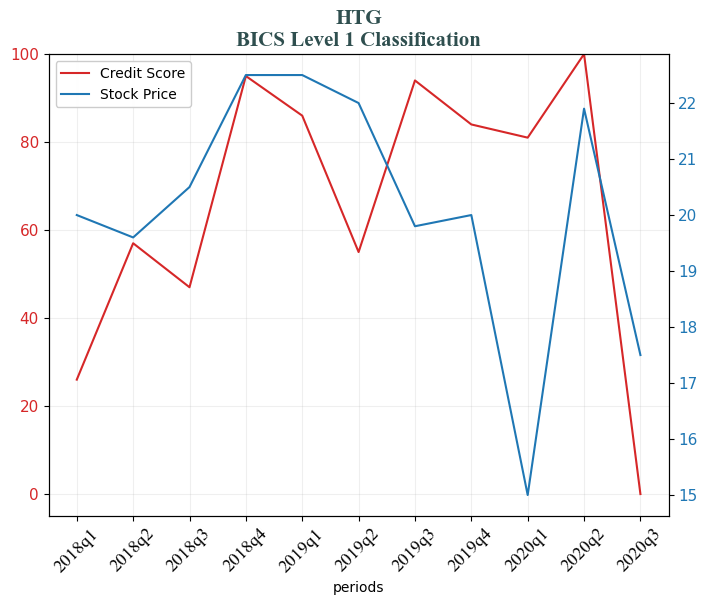 HTG
BICS Level 1 Classification
Credit Score
Stock Price
100
80
60
40
20
0
22
21
20
19
18
17
16
15
2018q1
2018q2
2018q3
2018q4
2019q1
2019q2
2019q3
2019q4
2020q1
2020q2
2020q3
periods